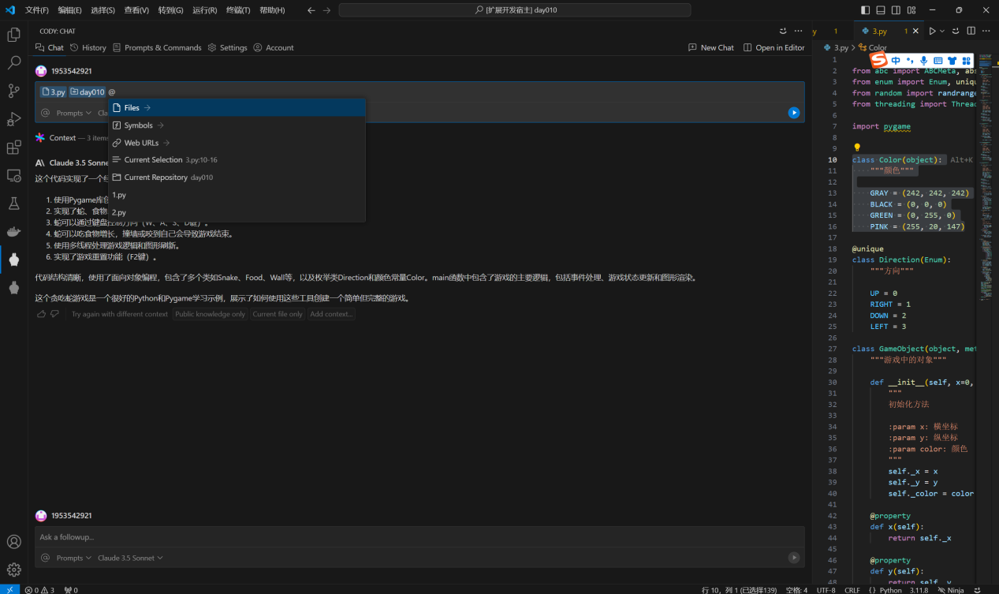 文件(F) 编辑(E) 选择(S) 查看(V) 转到(G) 运行(R) 终端(T) 帮助(H)
[扩展开发宿主] day010
CODY: CHAT
Chat History Prompts & Commands Settings Account
New Chat Open in Editor
1953542921
3.py day010 @
@ Prompts
Files
Symbols
Web URLs
Current Selection 3.py:10-16
Current Repository day010
1.py
2.py
Context — 3 items
Claude 3.5 Sonne
这个代码实现了一个
1. 使用Pygame库
2. 实现了蛇、食物
3. 蛇可以通过键盘控制方向（W、A、S、D键）。
4. 蛇可以吃食物增长，撞墙或咬到自己会导致游戏结束。
5. 使用多线程处理游戏逻辑和图形刷新。
6. 实现了游戏重置功能（F2键）。
代码结构清晰，使用了面向对象编程，包含了多个类如Snake、Food、Wall等，以及枚举类Direction和颜色常量Color。main函数中包含了游戏的主要逻辑，包括事件处理、游戏状态更新和图形渲染。
这个贪吃蛇游戏是一个很好的Python和Pygame学习示例，展示了如何使用这些工具创建一个简单但完整的游戏。
Try again with different context Public knowledge only Current file only Add context...
1953542921
Ask a followup...
@ Prompts Claude 3.5 Sonnet
y 1 3.py 1
3.py > Color
中
1
2 from abc import ABCMeta, abs
3 from enum import Enum, uniqu
4 from random import randrange
5 from threading import Threac
6
7 import pygame
8
9
10 class Color(object): Alt+K
11 """颜色"""
12
13 GRAY = (242, 242, 242)
14 BLACK = (0, 0, 0)
15 GREEN = (0, 255, 0)
16 PINK = (255, 20, 147)
17
18 @unique
19 class Direction(Enum):
20 """方向"""
21
22 UP = 0
23 RIGHT = 1
24 DOWN = 2
25 LEFT = 3
26
27 class GameObject(object, met
28 """游戏中的对象"""
29
30 def __init__(self, x=0,
31 """
32 初始化方法
33
34 :param x: 横坐标
35 :param y: 纵坐标
36 :param color: 颜色
37 """
38 self._x = x
39 self._y = y
40 self._color = color
41
42 @property
43 def x(self):
44 return self._x
45
46 @property
47 def y(self):
48 return self._y
0 3 0
行 10，列 1 (已选择139) 空格: 4 UTF-8 CRLF {} Python 3.11.8 Ninja